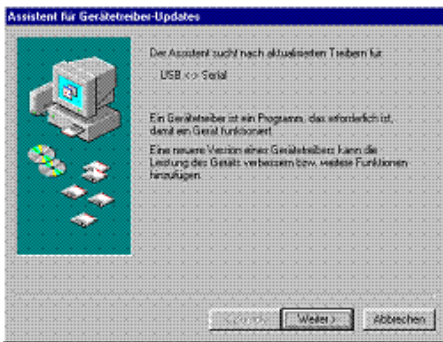 Assistent für Gerätetreiber-Updates
Der Assistent sucht nach aktualisierten Treibern für:
USB <-> Serial
Ein Gerätetreiber ist ein Programm, das erforderlich ist,
damit ein Gerät funktioniert.
Eine neuere Version eines Gerätetreibers kann die
Leistung des Geräts verbessern bzw. weitere Funktionen
hinzufügen.
< Zurück
Weiter >
Abbrechen